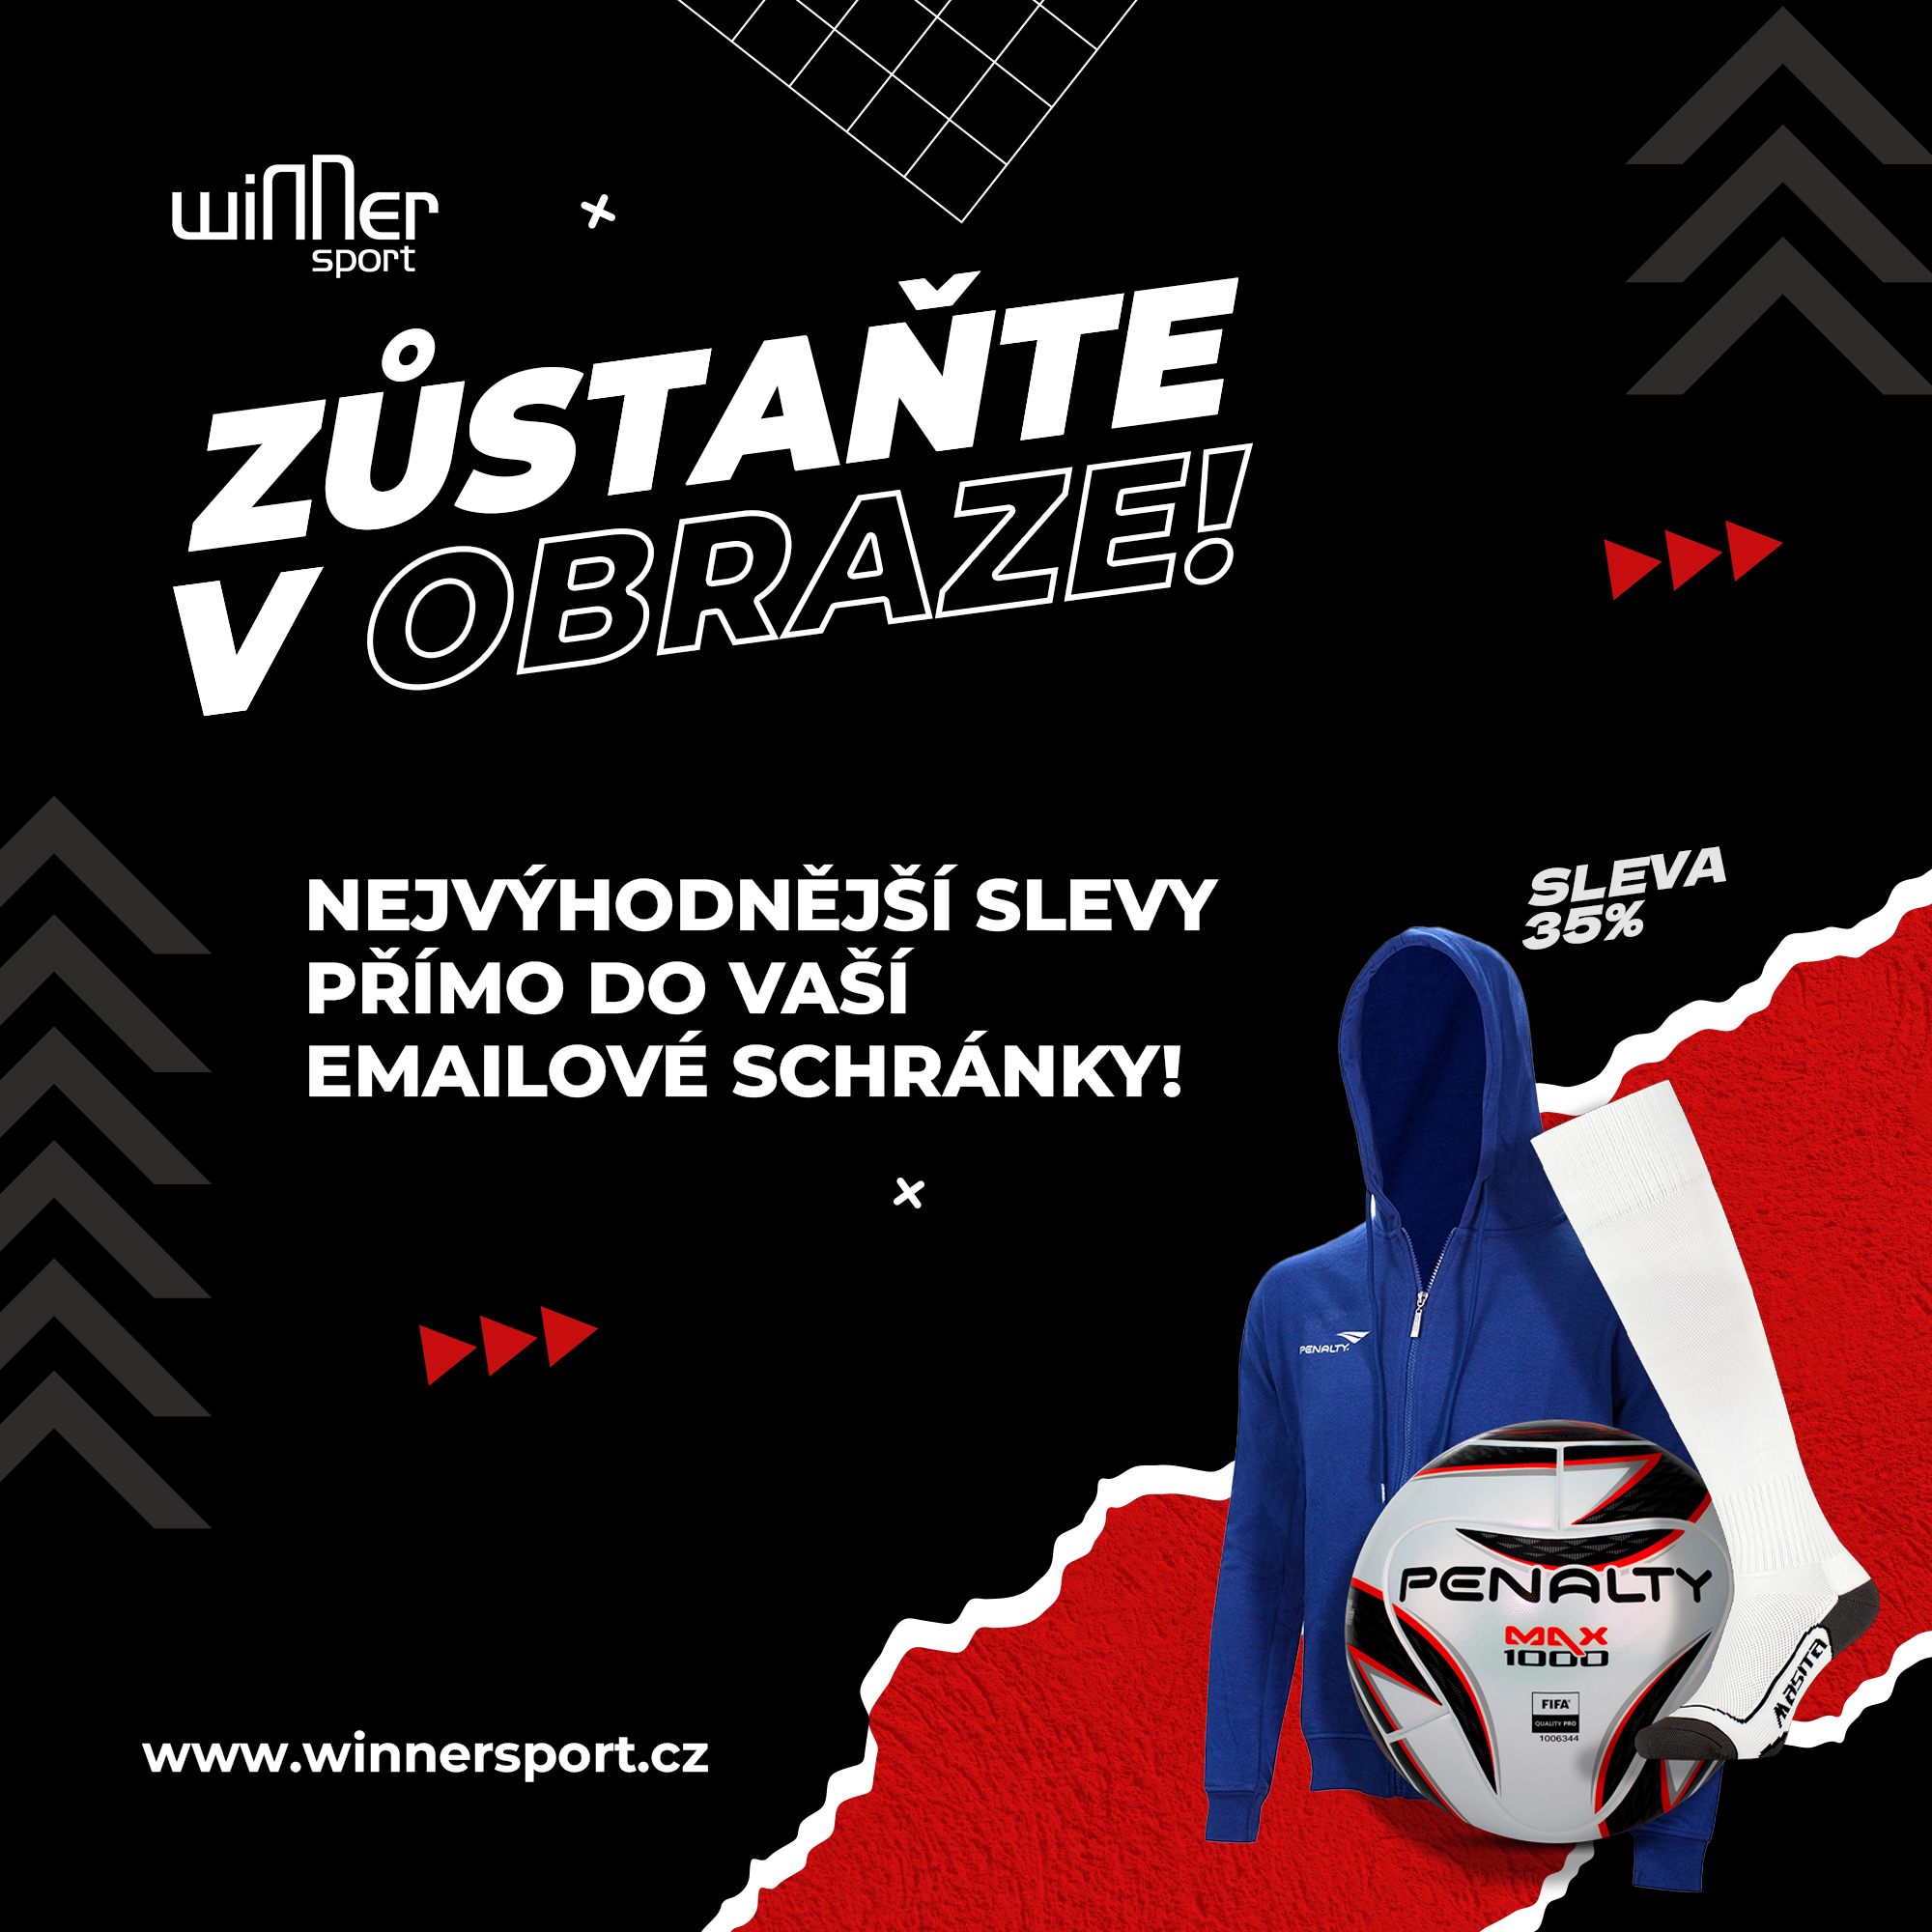 winner
sport
ZŮSTAŇTE
V OBRAZE!
NEJVÝHODNĚJŠÍ SLEVY
PŘÍMO DO VAŠÍ
EMAILOVÉ SCHRÁNKY!
SLEVA
35%
PENALTY
PENALTY
MAX
1000
FIFA
QUALITY PRO
1006344
Masita
www.winnersport.cz